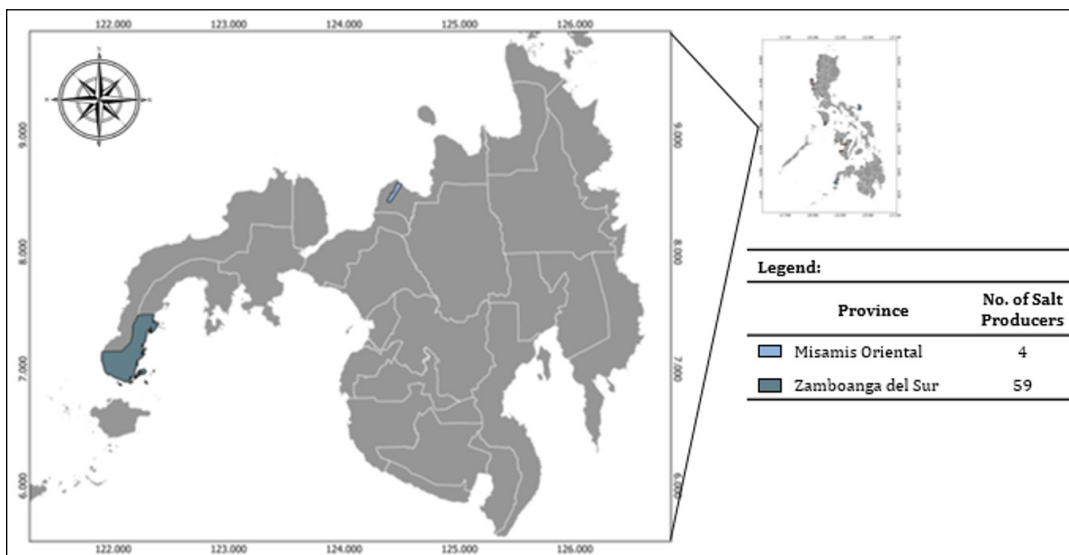 122.000 123.000 124.000 125.000 126.000
9.000 9.000
8.000 8.000
7.000 7.000
6.000 6.000
122.000 123.000 124.000 125.000 126.000
Legend:
Province No. of Salt
Producers
Misamis Oriental 4
Zamboanga del Sur 59